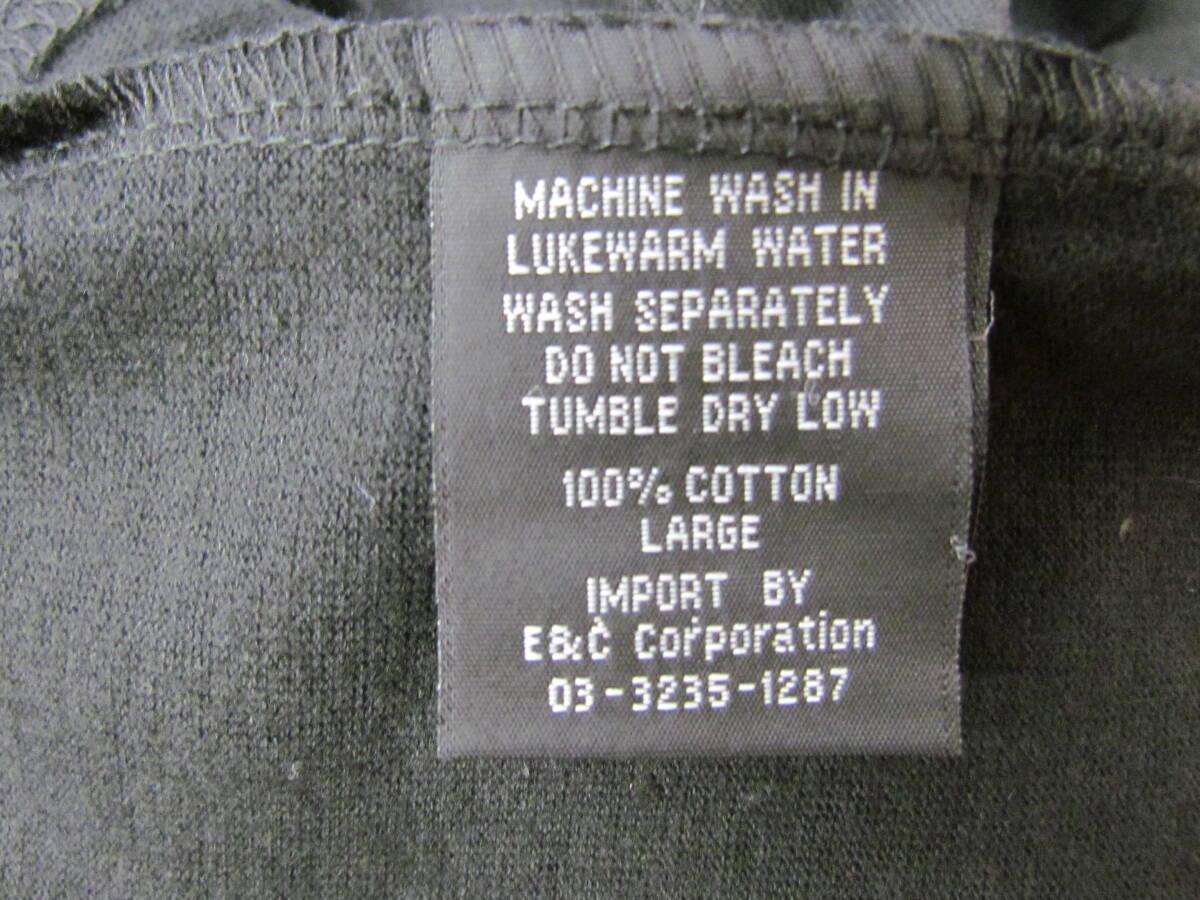 MACHINE WASH IN
LUKEWARM WATER
WASH SEPARATELY
DO NOT BLEACH
TUMBLE DRY LOW
100% COTTON
LARGE
IMPORT BY
E&C Corporation
03-3235-1287